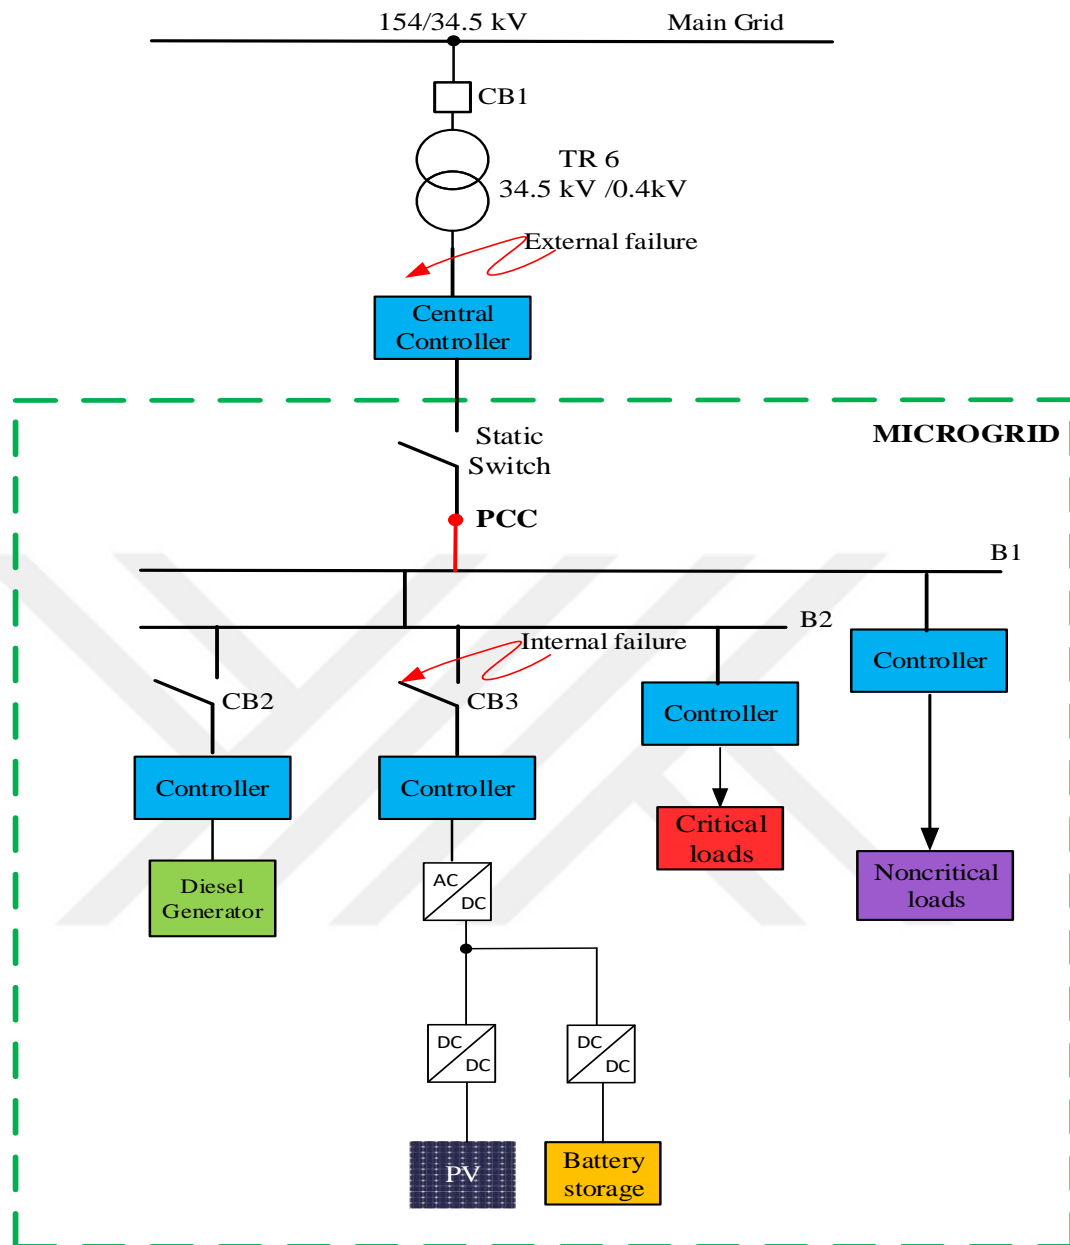 154/34.5 kV
Main Grid
CB1
TR 6
34.5 kV /0.4kV
External failure
Central
Controller
Static
Switch
MICROGRID
PCC
B1
B2
Internal failure
Controller
CB2
CB3
Controller
Controller
Controller
Critical
loads
AC
DC
Diesel
Generator
Noncritical
loads
DC
DC
DC
DC
PV
Battery
storage